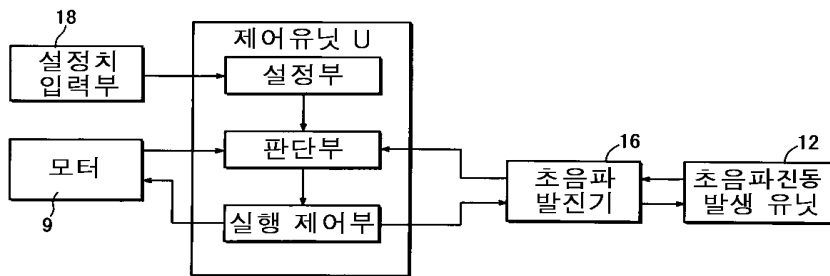 18
설정치
입력부
제어유닛 U
설정부
모터
9
판단부
실행 제어부
16
초음파
발진기
12
초음파진동
발생 유닛